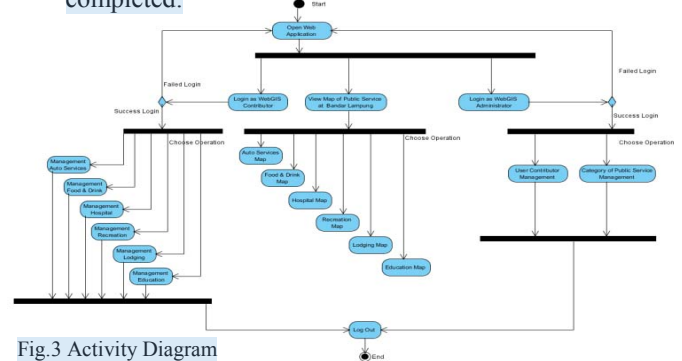 completed.
Start
Open Web
Application
Failed Login
Failed Login
Login as WebGIS
Contributor
View Map of Public Service
at Bandar Lampung
Login as WebGIS
Administrator
Success Login
Success Login
Choose Operation
Choose Operation
Choose Operation
Management
Auto Services
Management
Food & Drink
Management
Hospital
Management
Recreation
Management
Lodging
Management
Education
Auto Services
Map
Food & Drink
Map
Hospital Map
Recreation
Map
Lodging Map
Education Map
User Contributor
Management
Category of Public Service
Management
Log Out
End
Fig.3 Activity Diagram